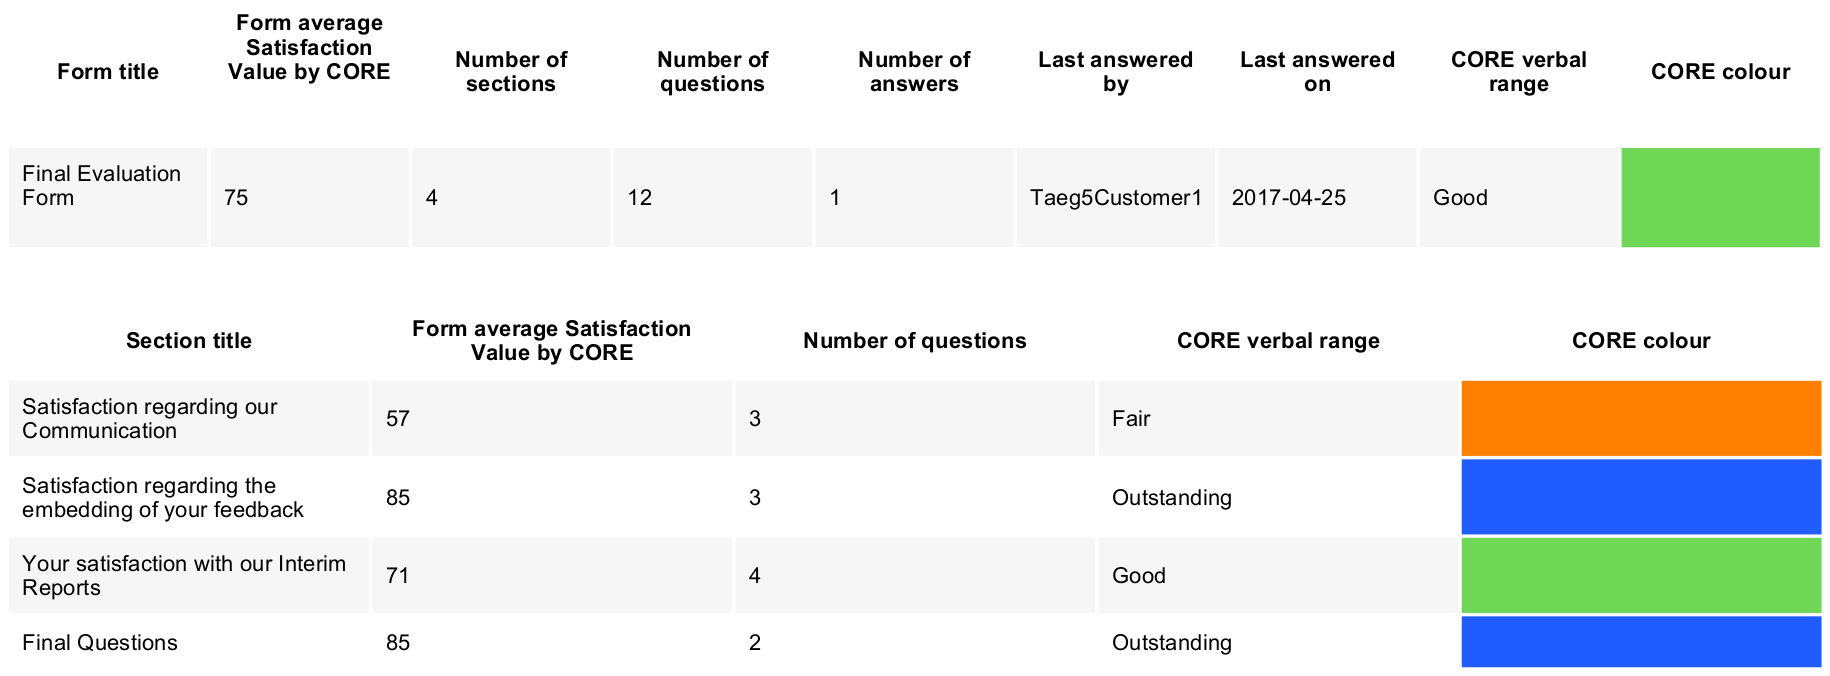 Form title
Form average
Satisfaction
Value by CORE
Number of
sections
Number of
questions
Number of
answers
Last answered
by
Last answered
on
CORE verbal
range
CORE colour
Final Evaluation
Form
75
4
12
1
Taeg5Customer1
2017-04-25
Good
Section title
Form average Satisfaction
Value by CORE
Number of questions
CORE verbal range
CORE colour
Satisfaction regarding our
Communication
57
3
Fair
Satisfaction regarding the
embedding of your feedback
85
3
Outstanding
Your satisfaction with our Interim
Reports
71
4
Good
Final Questions
85
2
Outstanding